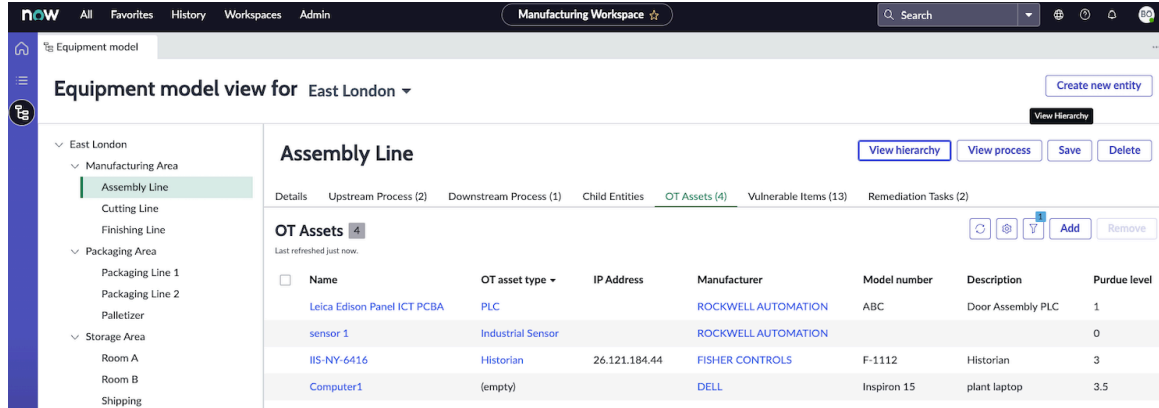 now All Favorites History Workspaces Admin Manufacturing Workspace Search BO
Equipment model
Equipment model view for East London Create new entity
View Hierarchy
East London
Manufacturing Area
Assembly Line
Cutting Line
Finishing Line
Packaging Area
Packaging Line 1
Packaging Line 2
Palletizer
Storage Area
Room A
Room B
Shipping
Assembly Line View hierarchy View process Save Delete
Details Upstream Process (2) Downstream Process (1) Child Entities OT Assets (4) Vulnerable Items (13) Remediation Tasks (2)
OT Assets 4 1 Add Remove
Last refreshed just now.
Name OT asset type IP Address Manufacturer Model number Description Purdue level
Leica Edison Panel ICT PCBA PLC ROCKWELL AUTOMATION ABC Door Assembly PLC 1
sensor 1 Industrial Sensor ROCKWELL AUTOMATION 0
IIS-NY-6416 Historian 26.121.184.44 FISHER CONTROLS F-1112 Historian 3
Computer1 (empty) DELL Inspiron 15 plant laptop 3.5